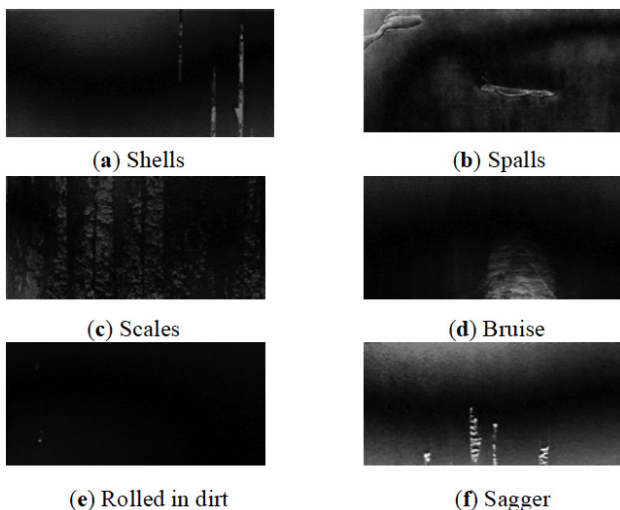 (a) Shells
(b) Spalls
(c) Scales
(d) Bruise
(e) Rolled in dirt
(f) Sagger